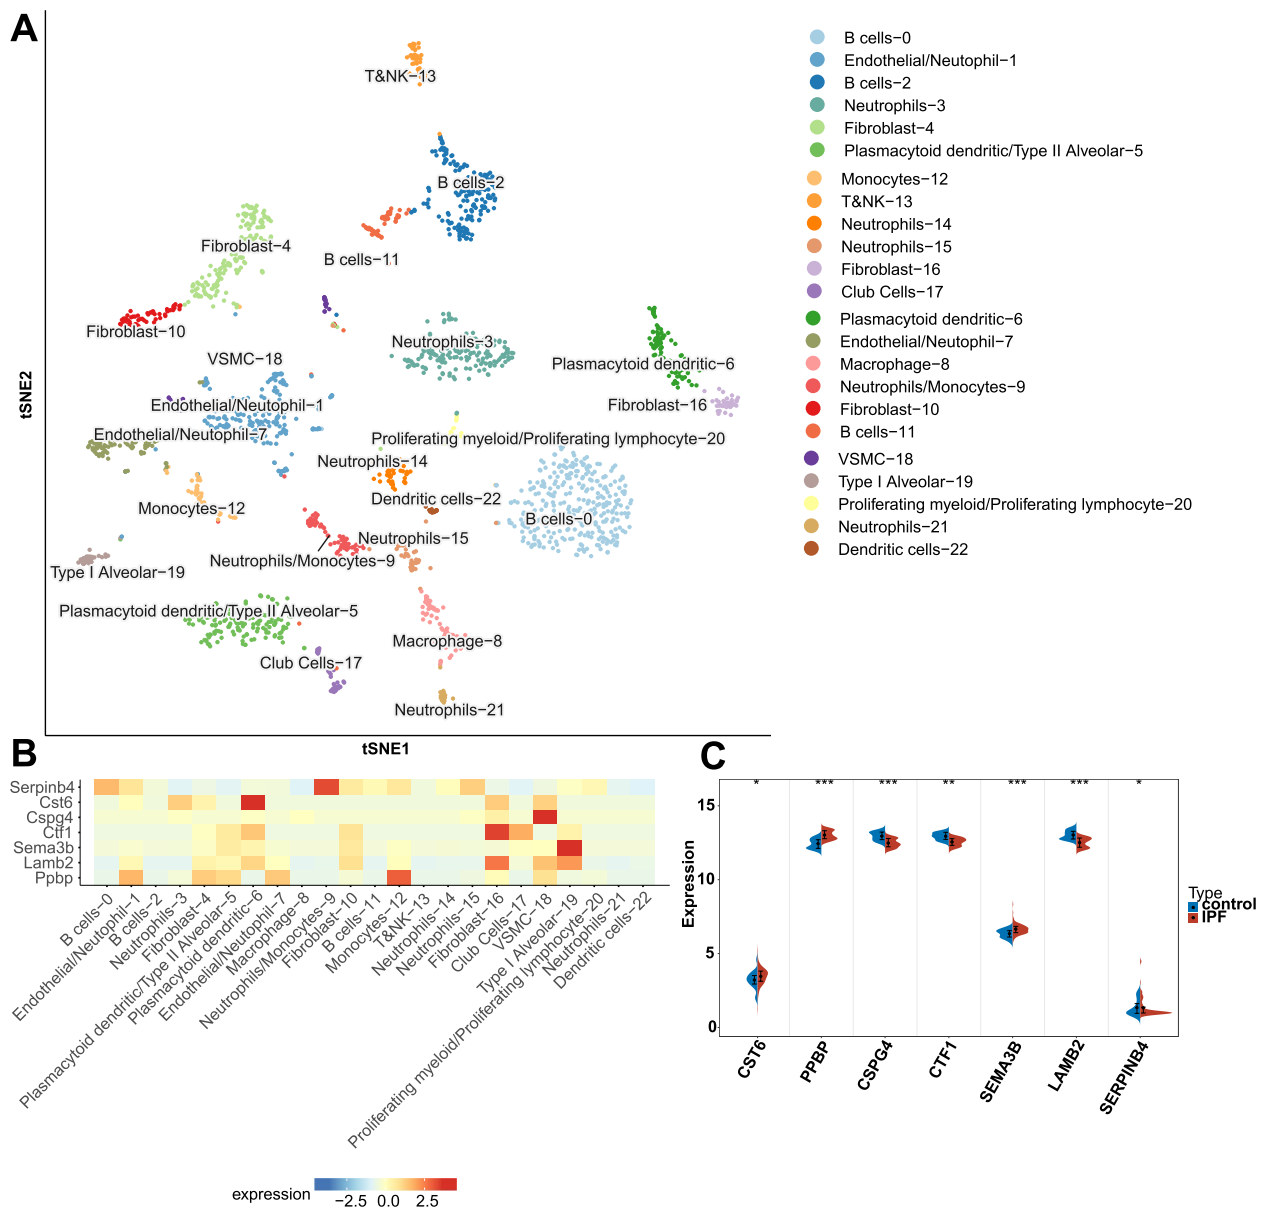 A
T&NK−13
B cells−2
B cells−11
Fibroblast−4
Fibroblast−10
VSMC−18
Neutrophils−3
Plasmacytoid dendritic−6
Fibroblast−16
Endothelial/Neutophil−1
Endothelial/Neutophil−7
Proliferating myeloid/Proliferating lymphocyte−20
Neutrophils−14
Dendritic cells−22
Monocytes−12
B cells−0
Neutrophils−15
Neutrophils/Monocytes−9
Type I Alveolar−19
Plasmacytoid dendritic/Type II Alveolar−5
Macrophage−8
Club Cells−17
Neutrophils−21
tSNE2
tSNE1
B cells−0
Endothelial/Neutophil−1
B cells−2
Neutrophils−3
Fibroblast−4
Plasmacytoid dendritic/Type II Alveolar−5
Monocytes−12
T&NK−13
Neutrophils−14
Neutrophils−15
Fibroblast−16
Club Cells−17
Plasmacytoid dendritic−6
Endothelial/Neutophil−7
Macrophage−8
Neutrophils/Monocytes−9
Fibroblast−10
B cells−11
VSMC−18
Type I Alveolar−19
Proliferating myeloid/Proliferating lymphocyte−20
Neutrophils−21
Dendritic cells−22
B
Serpinb4
Cst6
Cspg4
Ctf1
Sema3b
Lamb2
Ppbp
B cells−0
Endothelial/Neutophil−1
B cells−2
Neutrophils−3
Fibroblast−4
Plasmacytoid dendritic/Type II Alveolar−5
Plasmacytoid dendritic−6
Endothelial/Neutophil−7
Macrophage−8
Neutrophils/Monocytes−9
Fibroblast−10
B cells−11
Monocytes−12
T&NK−13
Neutrophils−14
Neutrophils−15
Fibroblast−16
Club Cells−17
VSMC−18
Type I Alveolar−19
Proliferating myeloid/Proliferating lymphocyte−20
Neutrophils−21
Dendritic cells−22
expression
−2.5 0.0 2.5
C
* *** *** ** *** *** *
Expression
15
10
5
0
CST6
PPBP
CSPG4
CTF1
SEMA3B
LAMB2
SERPINB4
Type
control
IPF